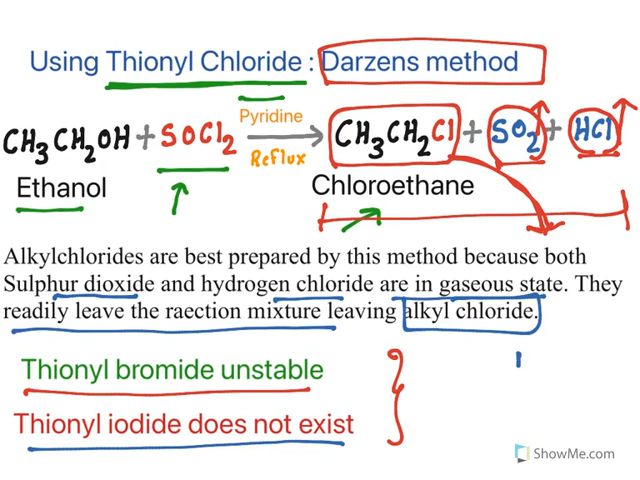 Using Thionyl Chloride : Darzens method
Pyridine
CH3CH2OH + SOCl2 → CH3CH2Cl + SO2 + HCl
Reflux
Ethanol Chloroethane
Alkylchlorides are best prepared by this method because both
Sulphur dioxide and hydrogen chloride are in gaseous state. They
readily leave the raection mixture leaving alkyl chloride.
Thionyl bromide unstable
Thionyl iodide does not exist
ShowMe.com